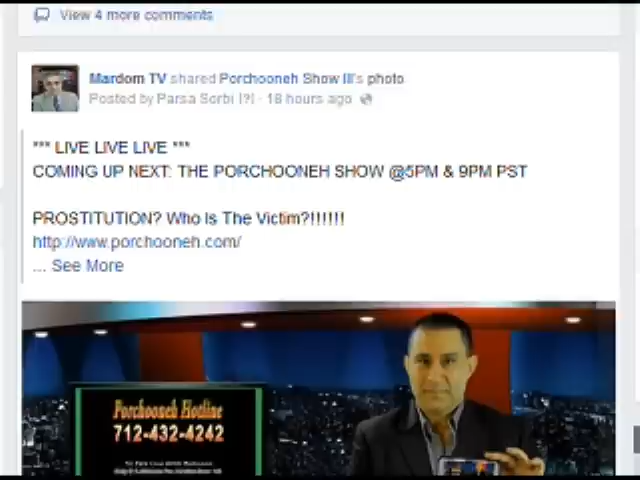 View 4 more comments
Mardom TV shared Porchooneh Show III's photo
Posted by Parsa Sorbi [?] · 18 hours ago
*** LIVE LIVE LIVE ***
COMING UP NEXT: THE PORCHOONEH SHOW @5PM & 9PM PST
PROSTITUTION? Who Is The Victim?!!!!!!
http://www.porchooneh.com/
... See More
Porchooneh Hotline
712-432-4242